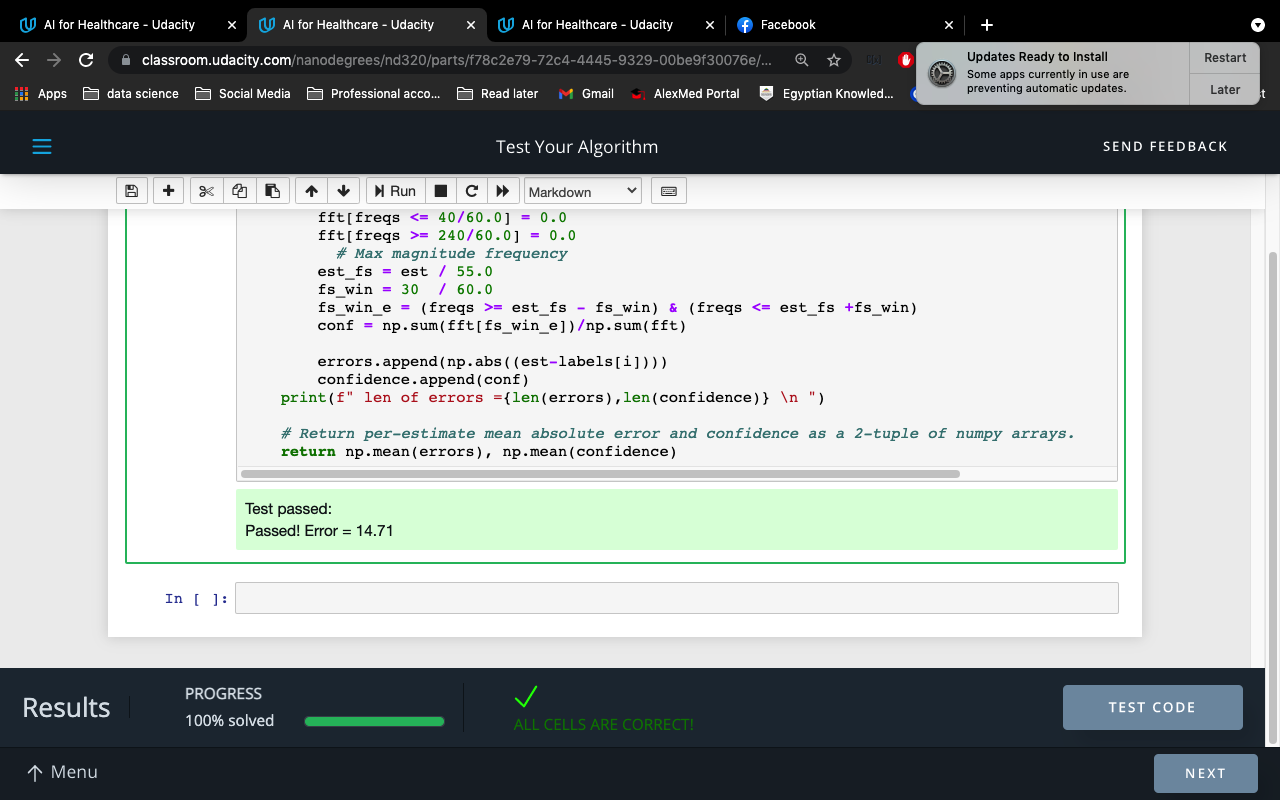 AI for Healthcare - Udacity
AI for Healthcare - Udacity
AI for Healthcare - Udacity
Facebook
classroom.udacity.com/nanodegrees/nd320/parts/f78c2e79-72c4-4445-9329-00be9f30076e/...
Updates Ready to Install
Some apps currently in use are
preventing automatic updates.
Restart
Later
Apps
data science
Social Media
Professional acco...
Read later
Gmail
AlexMed Portal
Egyptian Knowled...
Test Your Algorithm
SEND FEEDBACK
Run
Markdown
fft[freqs <= 40/60.0] = 0.0
fft[freqs >= 240/60.0] = 0.0
# Max magnitude frequency
est_fs = est / 55.0
fs_win = 30  / 60.0
fs_win_e = (freqs >= est_fs - fs_win) & (freqs <= est_fs +fs_win)
conf = np.sum(fft[fs_win_e])/np.sum(fft)
errors.append(np.abs((est-labels[i])))
confidence.append(conf)
print(f" len of errors ={len(errors),len(confidence)} \n ")
# Return per-estimate mean absolute error and confidence as a 2-tuple of numpy arrays.
return np.mean(errors), np.mean(confidence)
Test passed:
Passed! Error = 14.71
In [ ]:
Results
PROGRESS
100% solved
ALL CELLS ARE CORRECT!
TEST CODE
Menu
NEXT